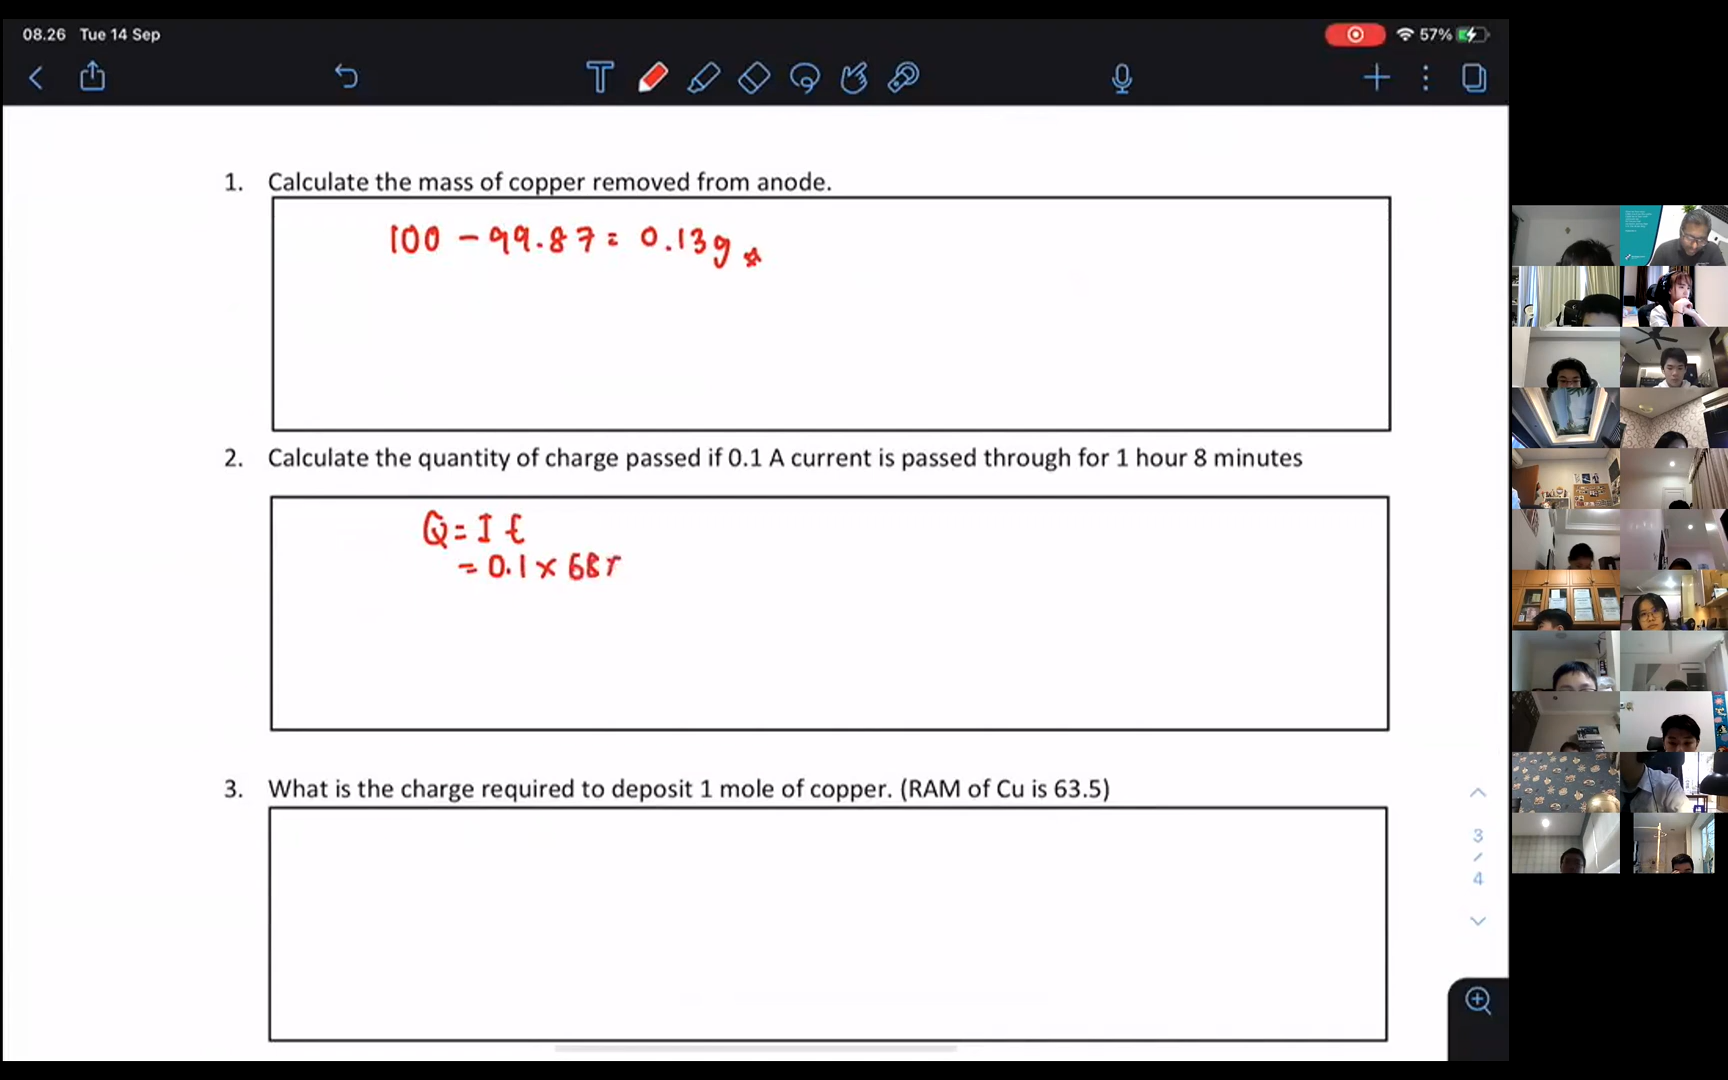 08.26 Tue 14 Sep
57%
1. Calculate the mass of copper removed from anode.
100 - 99.87 = 0.13g
2. Calculate the quantity of charge passed if 0.1 A current is passed through for 1 hour 8 minutes
Q = I t
= 0.1 x 68
3. What is the charge required to deposit 1 mole of copper. (RAM of Cu is 63.5)
3
/
4